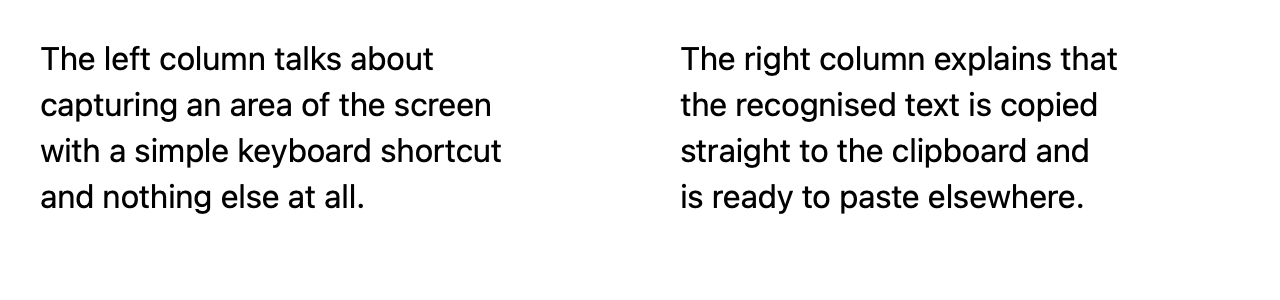 The left column talks about
capturing an area of the screen
with a simple keyboard shortcut
and nothing else at all.
The right column explains that
the recognised text is copied
straight to the clipboard and
is ready to paste elsewhere.